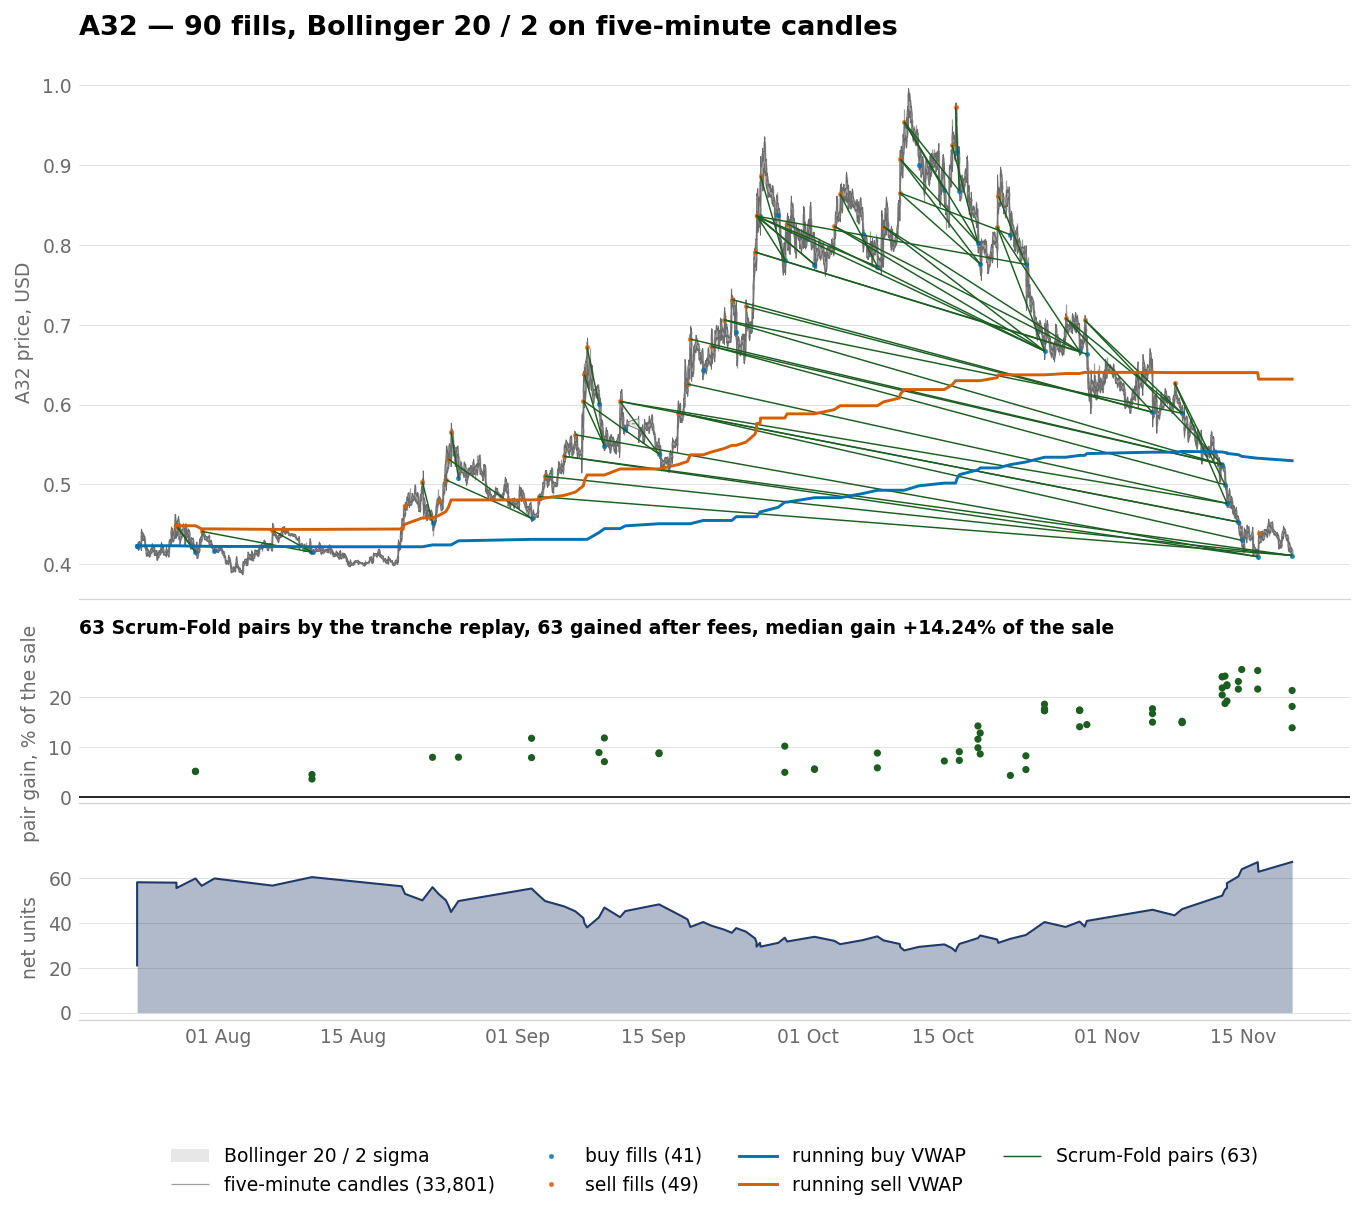 A32 — 90 fills, Bollinger 20 / 2 on five-minute candles
A32 price, USD
1.0
0.9
0.8
0.7
0.6
0.5
0.4
63 Scrum-Fold pairs by the tranche replay, 63 gained after fees, median gain +14.24% of the sale
pair gain, % of the sale
20
10
0
net units
60
40
20
0
01 Aug
15 Aug
01 Sep
15 Sep
01 Oct
15 Oct
01 Nov
15 Nov
Bollinger 20 / 2 sigma
five-minute candles (33,801)
buy fills (41)
sell fills (49)
running buy VWAP
running sell VWAP
Scrum-Fold pairs (63)